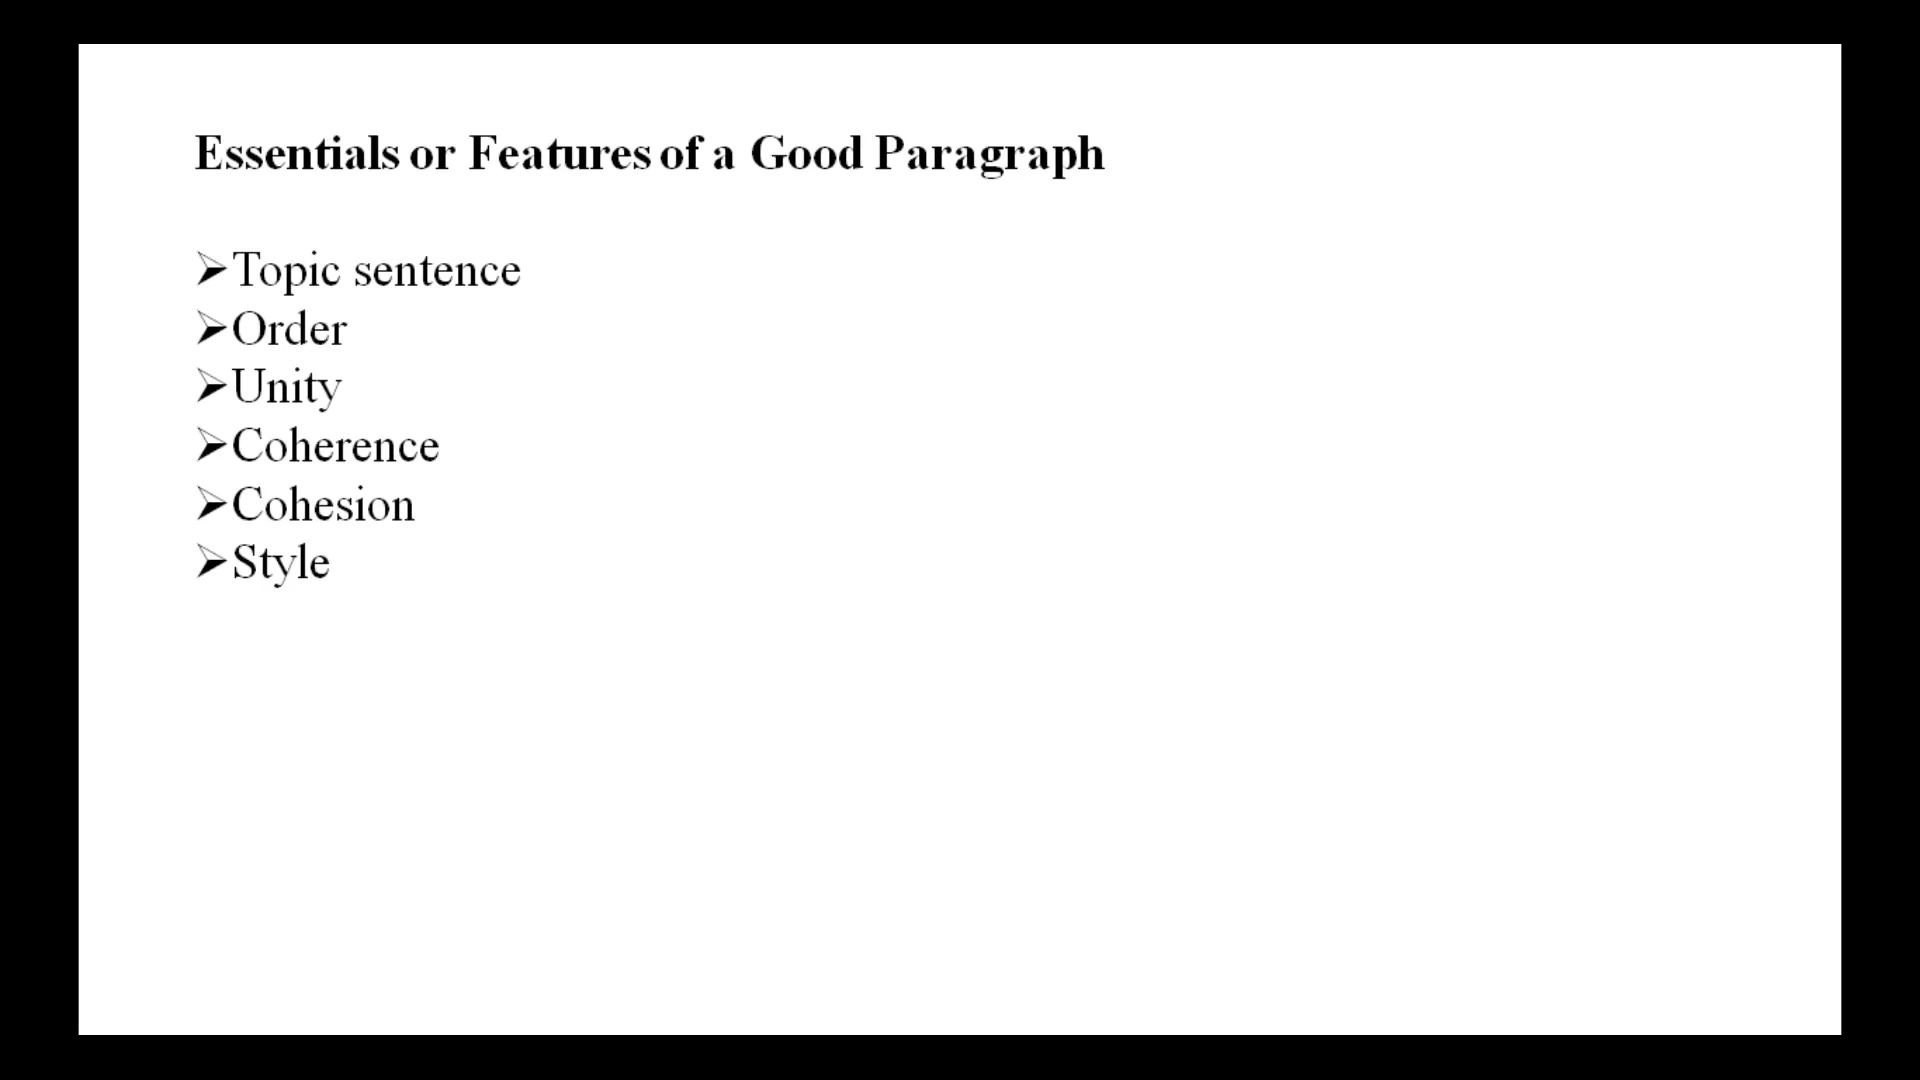 Essentials or Features of a Good Paragraph
➢Topic sentence
➢Order
➢Unity
➢Coherence
➢Cohesion
➢Style